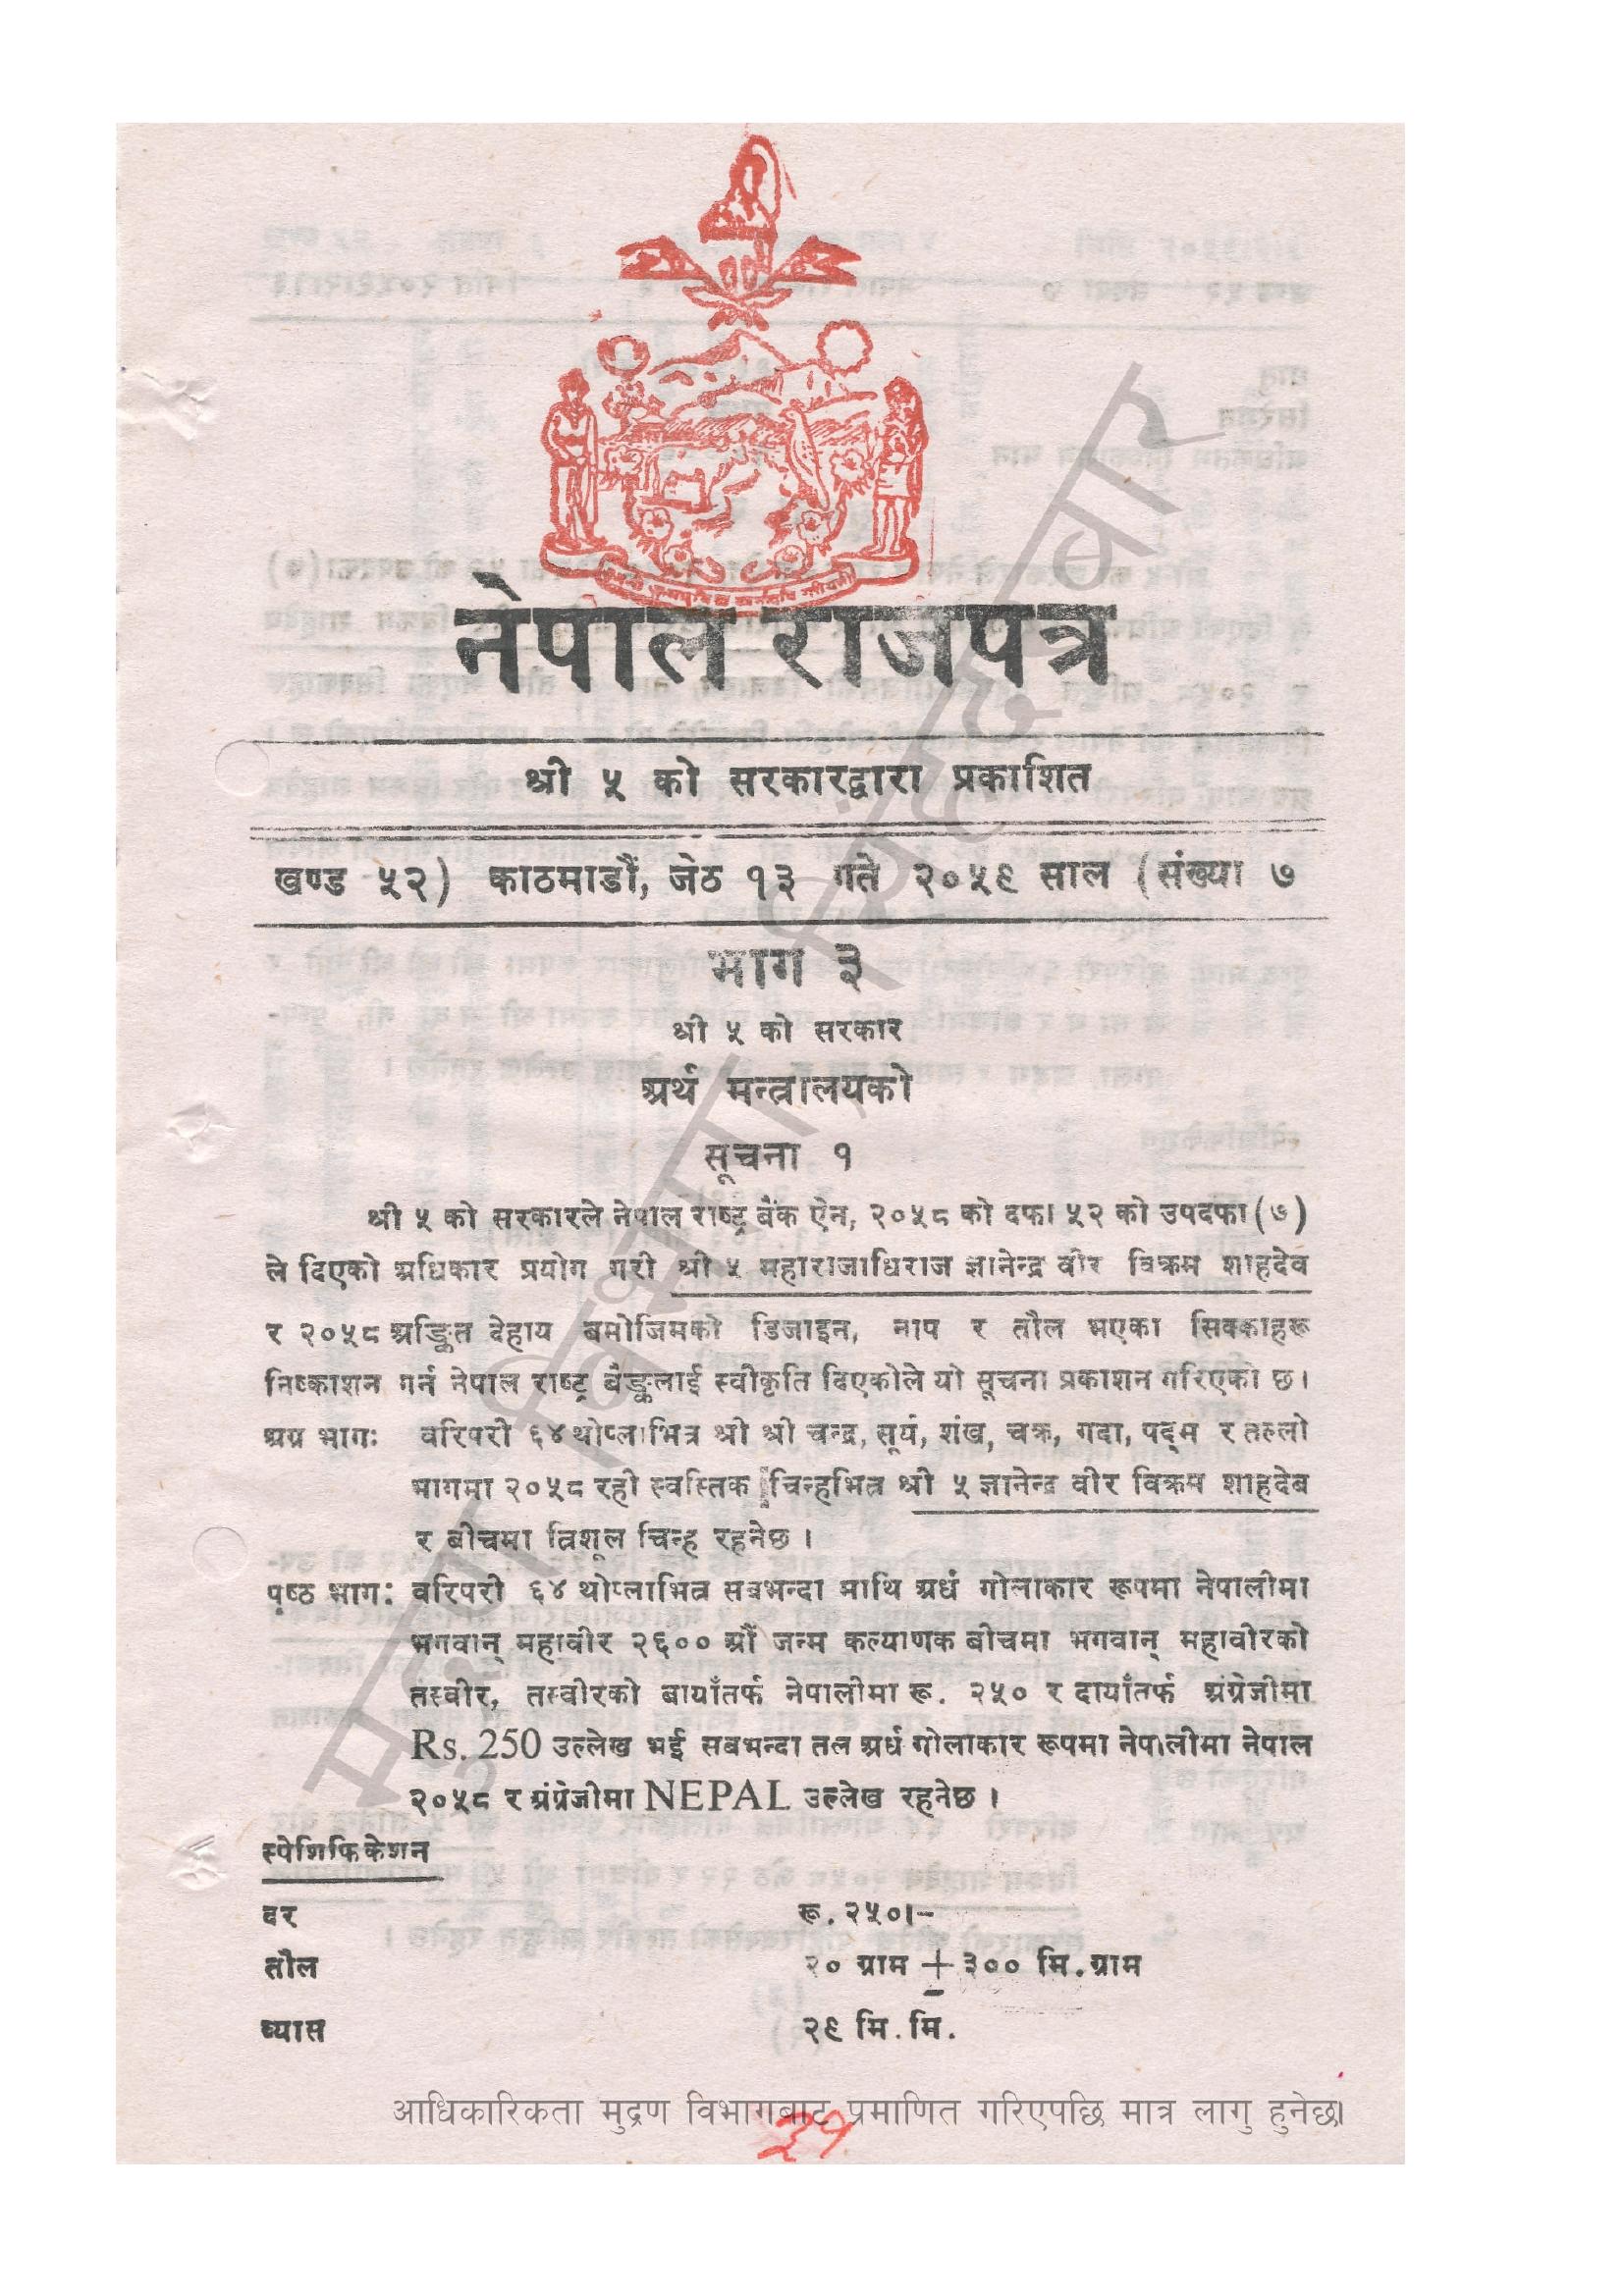 नेपाल राजपत्र
श्री ५ को सरकारद्वारा प्रकाशित
खण्ड ५२) काठमाडौं, जेठ १३ गते २०५९ साल (संख्या ७
भाग ३
श्री ५ को सरकार
अर्थ मन्त्रालयको
सूचना १
श्री ५ को सरकारले नेपाल राष्ट्र बैंक ऐन, २०५८ को दफा ५२ को उपदफा (७)
ले दिएको अधिकार प्रयोग गरी श्री ५ महाराजाधिराज ज्ञानेन्द्र वीर विक्रम शाहदेव
र २०५८ अङ्कित देहाय बमोजिमको डिजाइन, नाप र तौल भएका सिक्काहरू
निष्काशन गर्न नेपाल राष्ट्र बैङ्कलाई स्वीकृति दिएकोले यो सूचना प्रकाशन गरिएको छ।
अग्र भागः वरिपरी ६४ थोप्लाभित्र श्री श्री चन्द्र, सूर्य, शंख, चक्र, गदा, पद्म र तल्लो
भागमा २०५८ रही स्वस्तिक चिन्हभित्र श्री ५ ज्ञानेन्द्र वीर विक्रम शाहदेब
र बीचमा त्रिशूल चिन्ह रहनेछ ।
पृष्ठ भागः वरिपरी ६४ थोप्लाभित्र सबभन्दा माथि अर्ध गोलाकार रूपमा नेपालीमा
भगवान् महावीर २६०० औं जन्म कल्याणक बीचमा भगवान् महावीरको
तस्वीर, तस्वीरको बायाँतर्फ नेपालीमा रू. २५० र दायाँतर्फ अंग्रेजीमा
Rs. 250 उल्लेख भई सबभन्दा तल अर्ध गोलाकार रूपमा नेपालीमा नेपाल
२०५८ र अंग्रेजीमा NEPAL उल्लेख रहनेछ ।
स्पेशिफिकेशन
दर रू. २५०।-
तौल २० ग्राम ± ३०० मि.ग्राम
व्यास २९ मि. मि.
आधिकारिकता मुद्रण विभागबाट प्रमाणित गरिएपछि मात्र लागु हुनेछ।
मुद्रण विभाग, सिंहदरबार